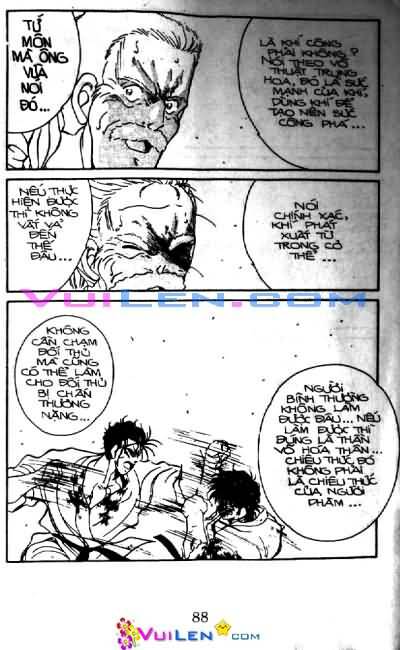 TỨ
MÔN
MÀ ÔNG
VỪA
NÓI
ĐÓ...
LÀ KHÍ CÔNG
PHẢI KHÔNG?
NÓI THEO VÕ
THUẬT TRUNG
HOA, ĐÓ LÀ SỨC
MẠNH CỦA KHÍ,
DÙNG KHÍ ĐỂ
TẠO NÊN SỨC
CÔNG PHÁ...
NẾU THỰC
HIỆN ĐƯỢC
THÌ KHÔNG
VẤT VẢ
ĐẾN
THẾ
ĐÂU...
NÓI
CHÍNH XÁC,
KHÍ PHÁT
XUẤT TỪ
TRONG CƠ
THỂ...
VUILEN.COM
KHÔNG
CẦN CHẠM
ĐỐI THỦ
MÀ CŨNG
CÓ THỂ LÀM
CHO ĐỐI THỦ
BỊ CHẤN
THƯƠNG
NẶNG...
NGƯỜI
BÌNH THƯỜNG
KHÔNG LÀM
ĐƯỢC ĐÂU... NẾU
LÀM ĐƯỢC THÌ
ĐÚNG LÀ THẦN
VÕ HÓA THÂN...
CHIÊU THỨC ĐÓ
KHÔNG PHẢI
LÀ CHIÊU THỨC
CỦA NGƯỜI
PHÀM...
88
VUILEN.COM